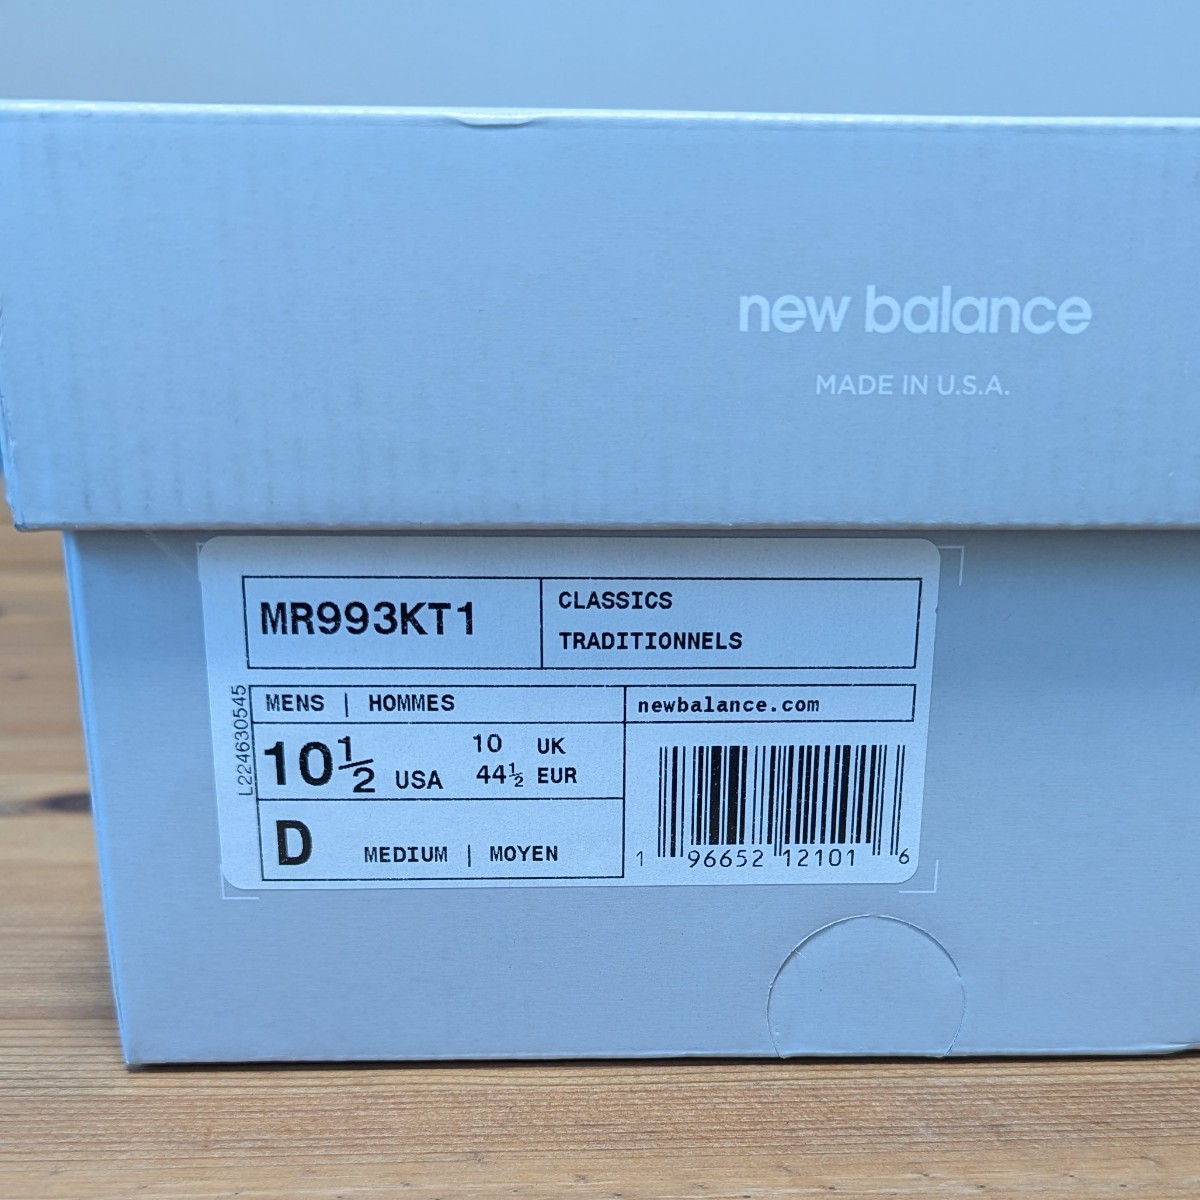 new balance
MADE IN U.S.A.
MR993KT1
CLASSICS
TRADITIONNELS
L224630545
MENS | HOMMES
newbalance.com
10½ USA
10 UK
44½ EUR
D MEDIUM | MOYEN
1 96652 12101 6